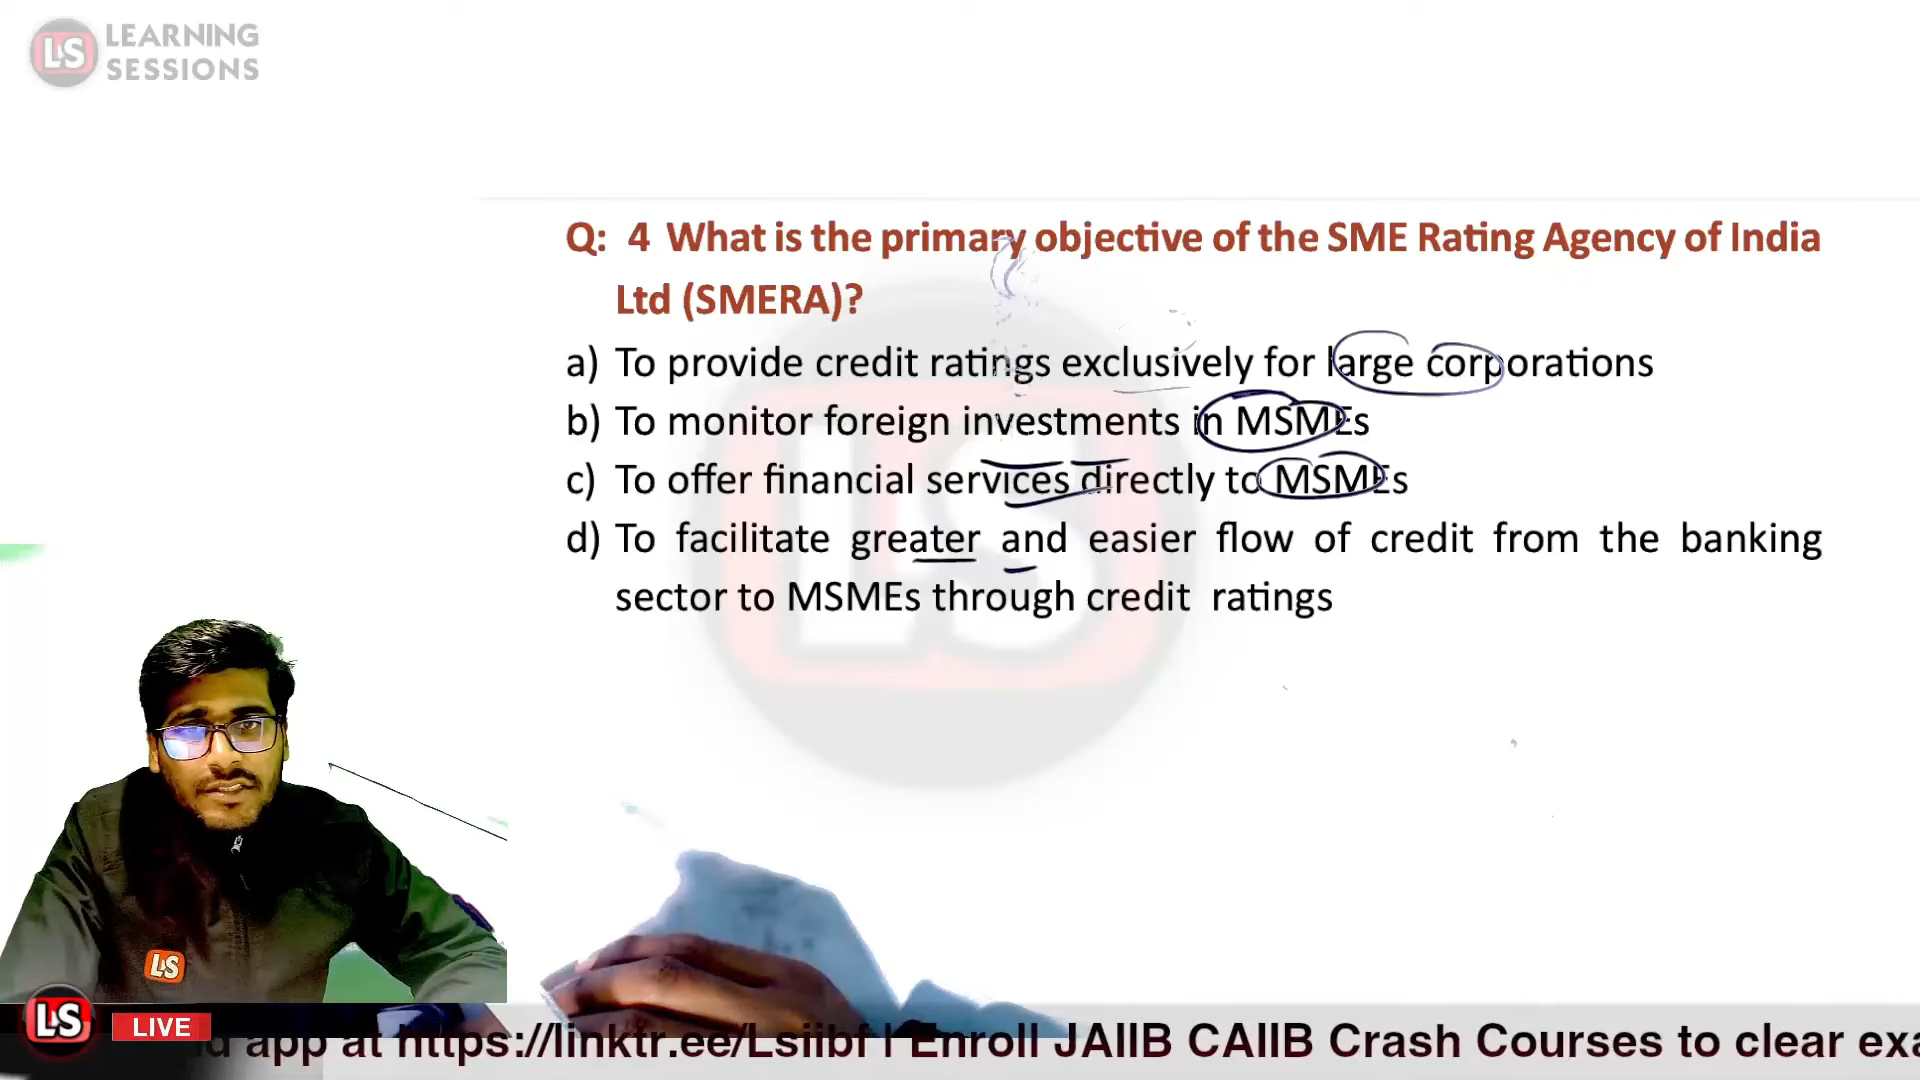 LS LEARNING
SESSIONS
Q: 4 What is the primary objective of the SME Rating Agency of India
Ltd (SMERA)?
a) To provide credit ratings exclusively for large corporations
b) To monitor foreign investments in MSMEs
c) To offer financial services directly to MSMEs
d) To facilitate greater and easier flow of credit from the banking
sector to MSMEs through credit ratings
LS
LS
LS LIVE
app at https://linktr.ee/Lsiibf | Enroll JAIIB CAIIB Crash Courses to clear exa